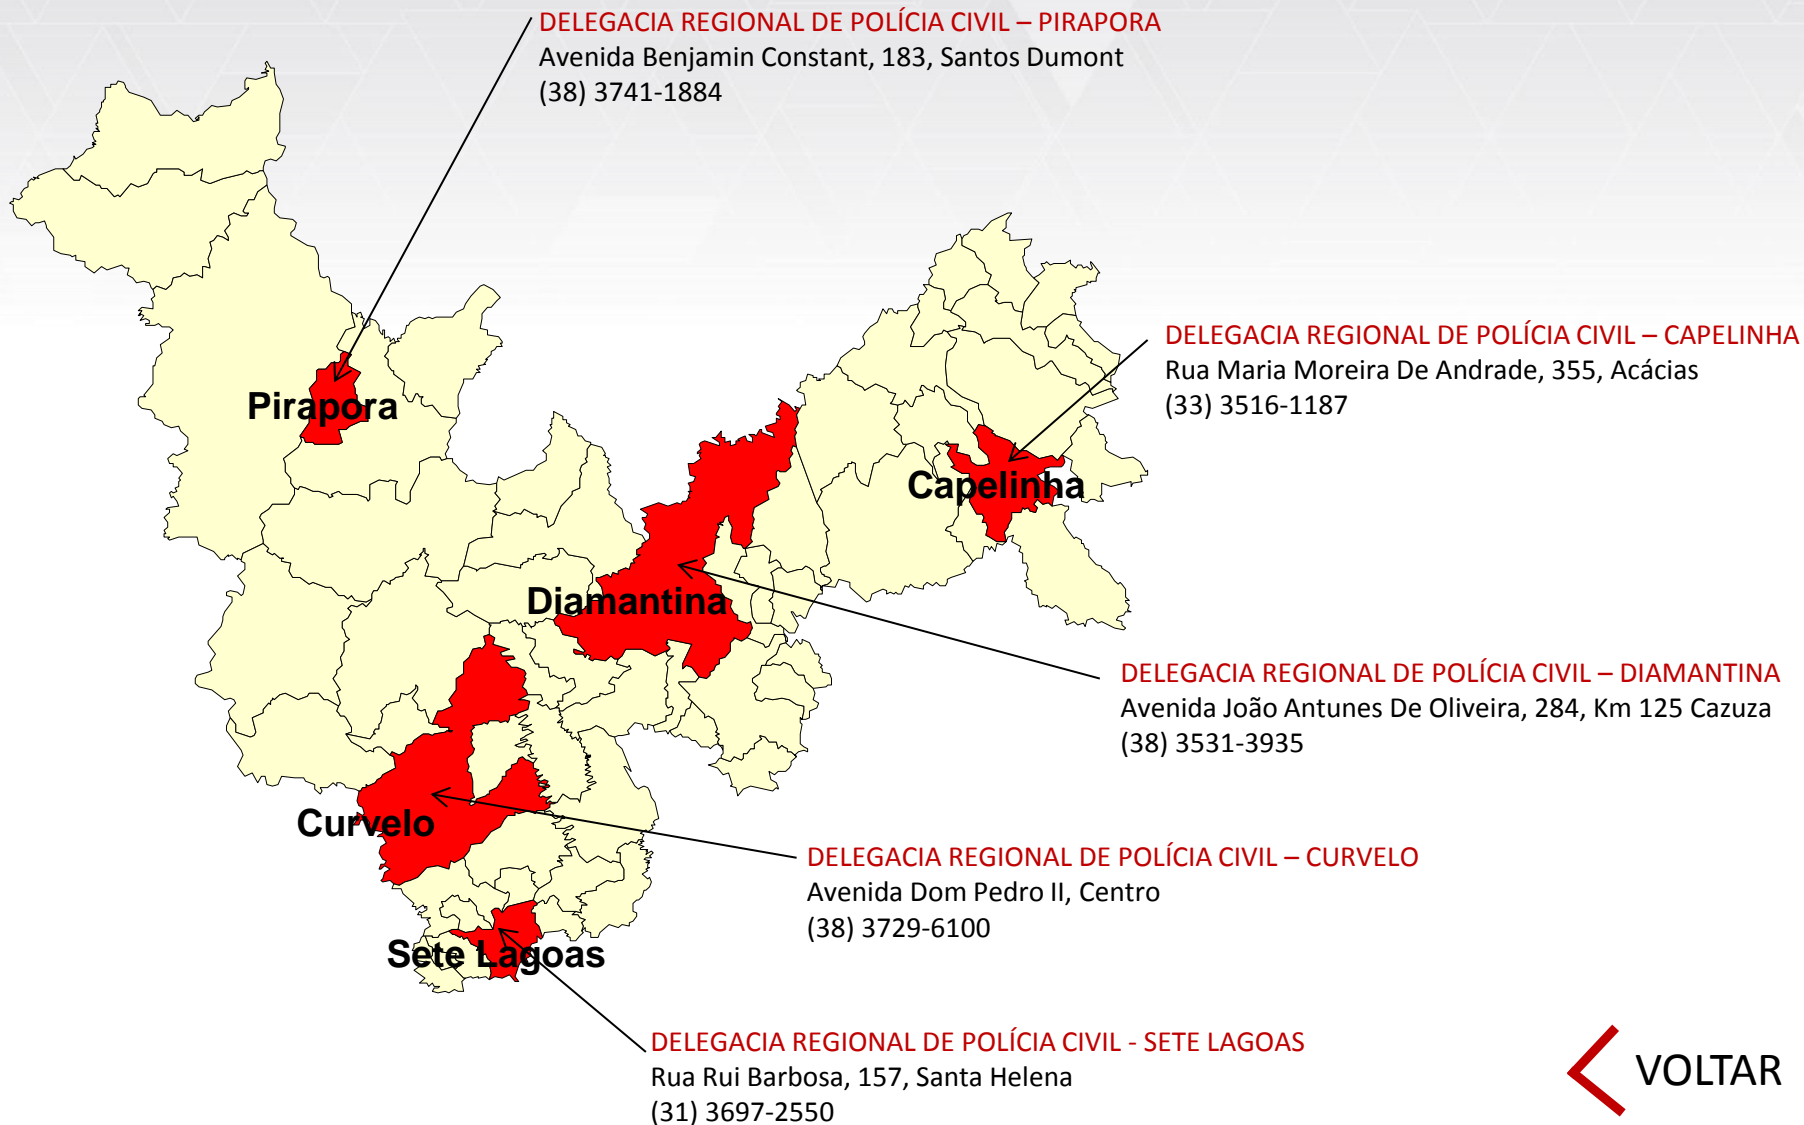 DELEGACIA REGIONAL DE POLÍCIA CIVIL – PIRAPORA
Avenida Benjamin Constant, 183, Santos Dumont
(38) 3741-1884
DELEGACIA REGIONAL DE POLÍCIA CIVIL – CAPELINHA
Rua Maria Moreira De Andrade, 355, Acácias
(33) 3516-1187
Pirapora
Capelinha
Diamantina
DELEGACIA REGIONAL DE POLÍCIA CIVIL – DIAMANTINA
Avenida João Antunes De Oliveira, 284, Km 125 Cazuza
(38) 3531-3935
Curvelo
DELEGACIA REGIONAL DE POLÍCIA CIVIL – CURVELO
Avenida Dom Pedro II, Centro
(38) 3729-6100
Sete Lagoas
DELEGACIA REGIONAL DE POLÍCIA CIVIL - SETE LAGOAS
Rua Rui Barbosa, 157, Santa Helena
(31) 3697-2550
VOLTAR